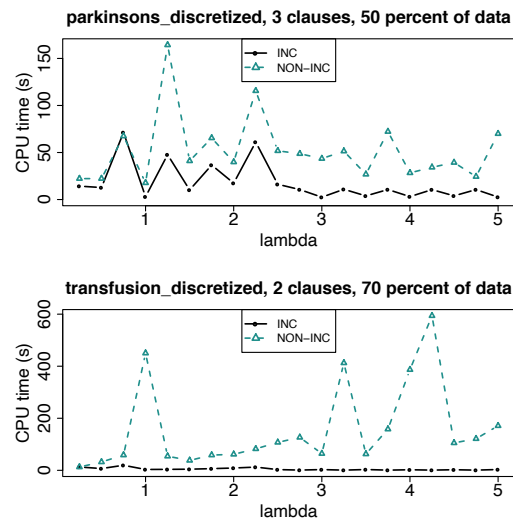 parkinsons_discretized, 3 clauses, 50 percent of data
INC
NON−INC
CPU time (s)
150
100
50
0
1 2 3 4 5
lambda
transfusion_discretized, 2 clauses, 70 percent of data
INC
NON−INC
CPU time (s)
600
400
200
0
1 2 3 4 5
lambda